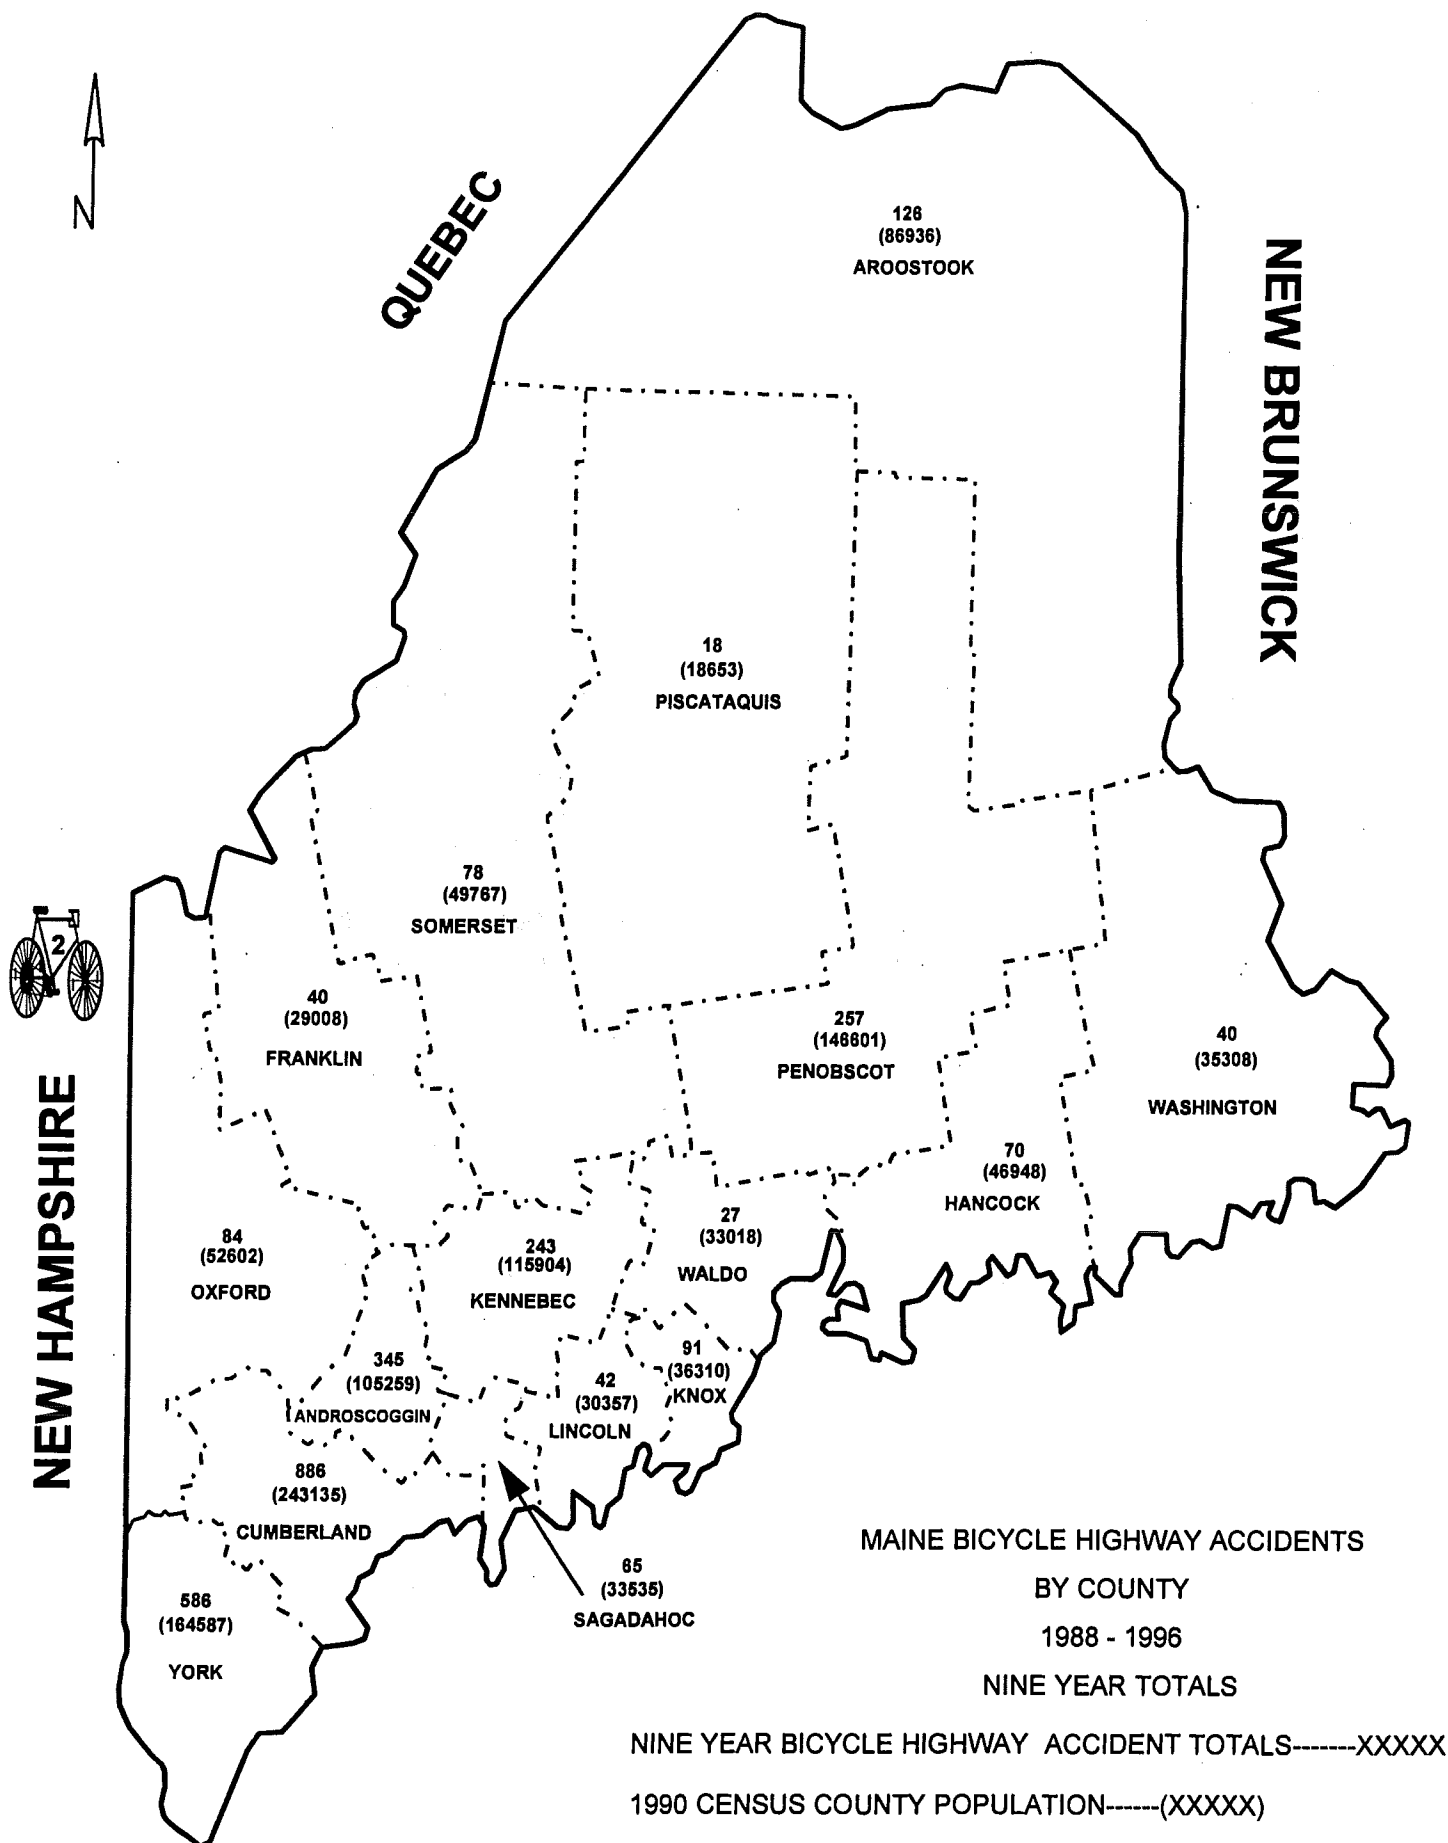 N
QUEBEC
NEW BRUNSWICK
126
(86936)
AROOSTOOK
18
(18653)
PISCATAQUIS
78
(49767)
SOMERSET
2
40
(29008)
FRANKLIN
257
(146601)
PENOBSCOT
40
(35308)
WASHINGTON
NEW HAMPSHIRE
70
(46948)
HANCOCK
84
(52602)
OXFORD
243
(115904)
KENNEBEC
27
(33018)
WALDO
345
(105259)
ANDROSCOGGIN
42
(30357)
LINCOLN
91
(36310)
KNOX
886
(243135)
CUMBERLAND
65
(33535)
SAGADAHOC
586
(164587)
YORK
MAINE BICYCLE HIGHWAY ACCIDENTS
BY COUNTY
1988 - 1996
NINE YEAR TOTALS
NINE YEAR BICYCLE HIGHWAY ACCIDENT TOTALS-------XXXXX
1990 CENSUS COUNTY POPULATION------(XXXXX)